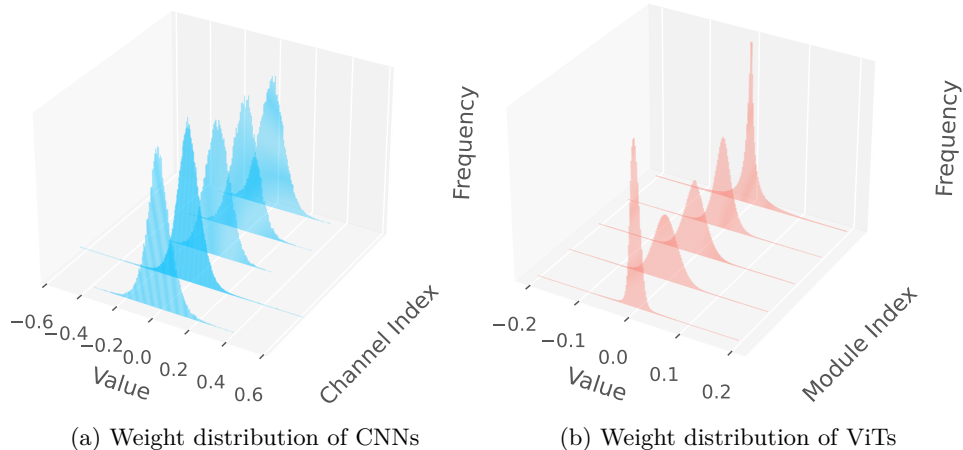 Frequency
−0.6
−0.4
−0.2
0.0
0.2
0.4
0.6
Value
Channel Index
(a) Weight distribution of CNNs
Frequency
−0.2
−0.1
0.0
0.1
0.2
Value
Module Index
(b) Weight distribution of ViTs